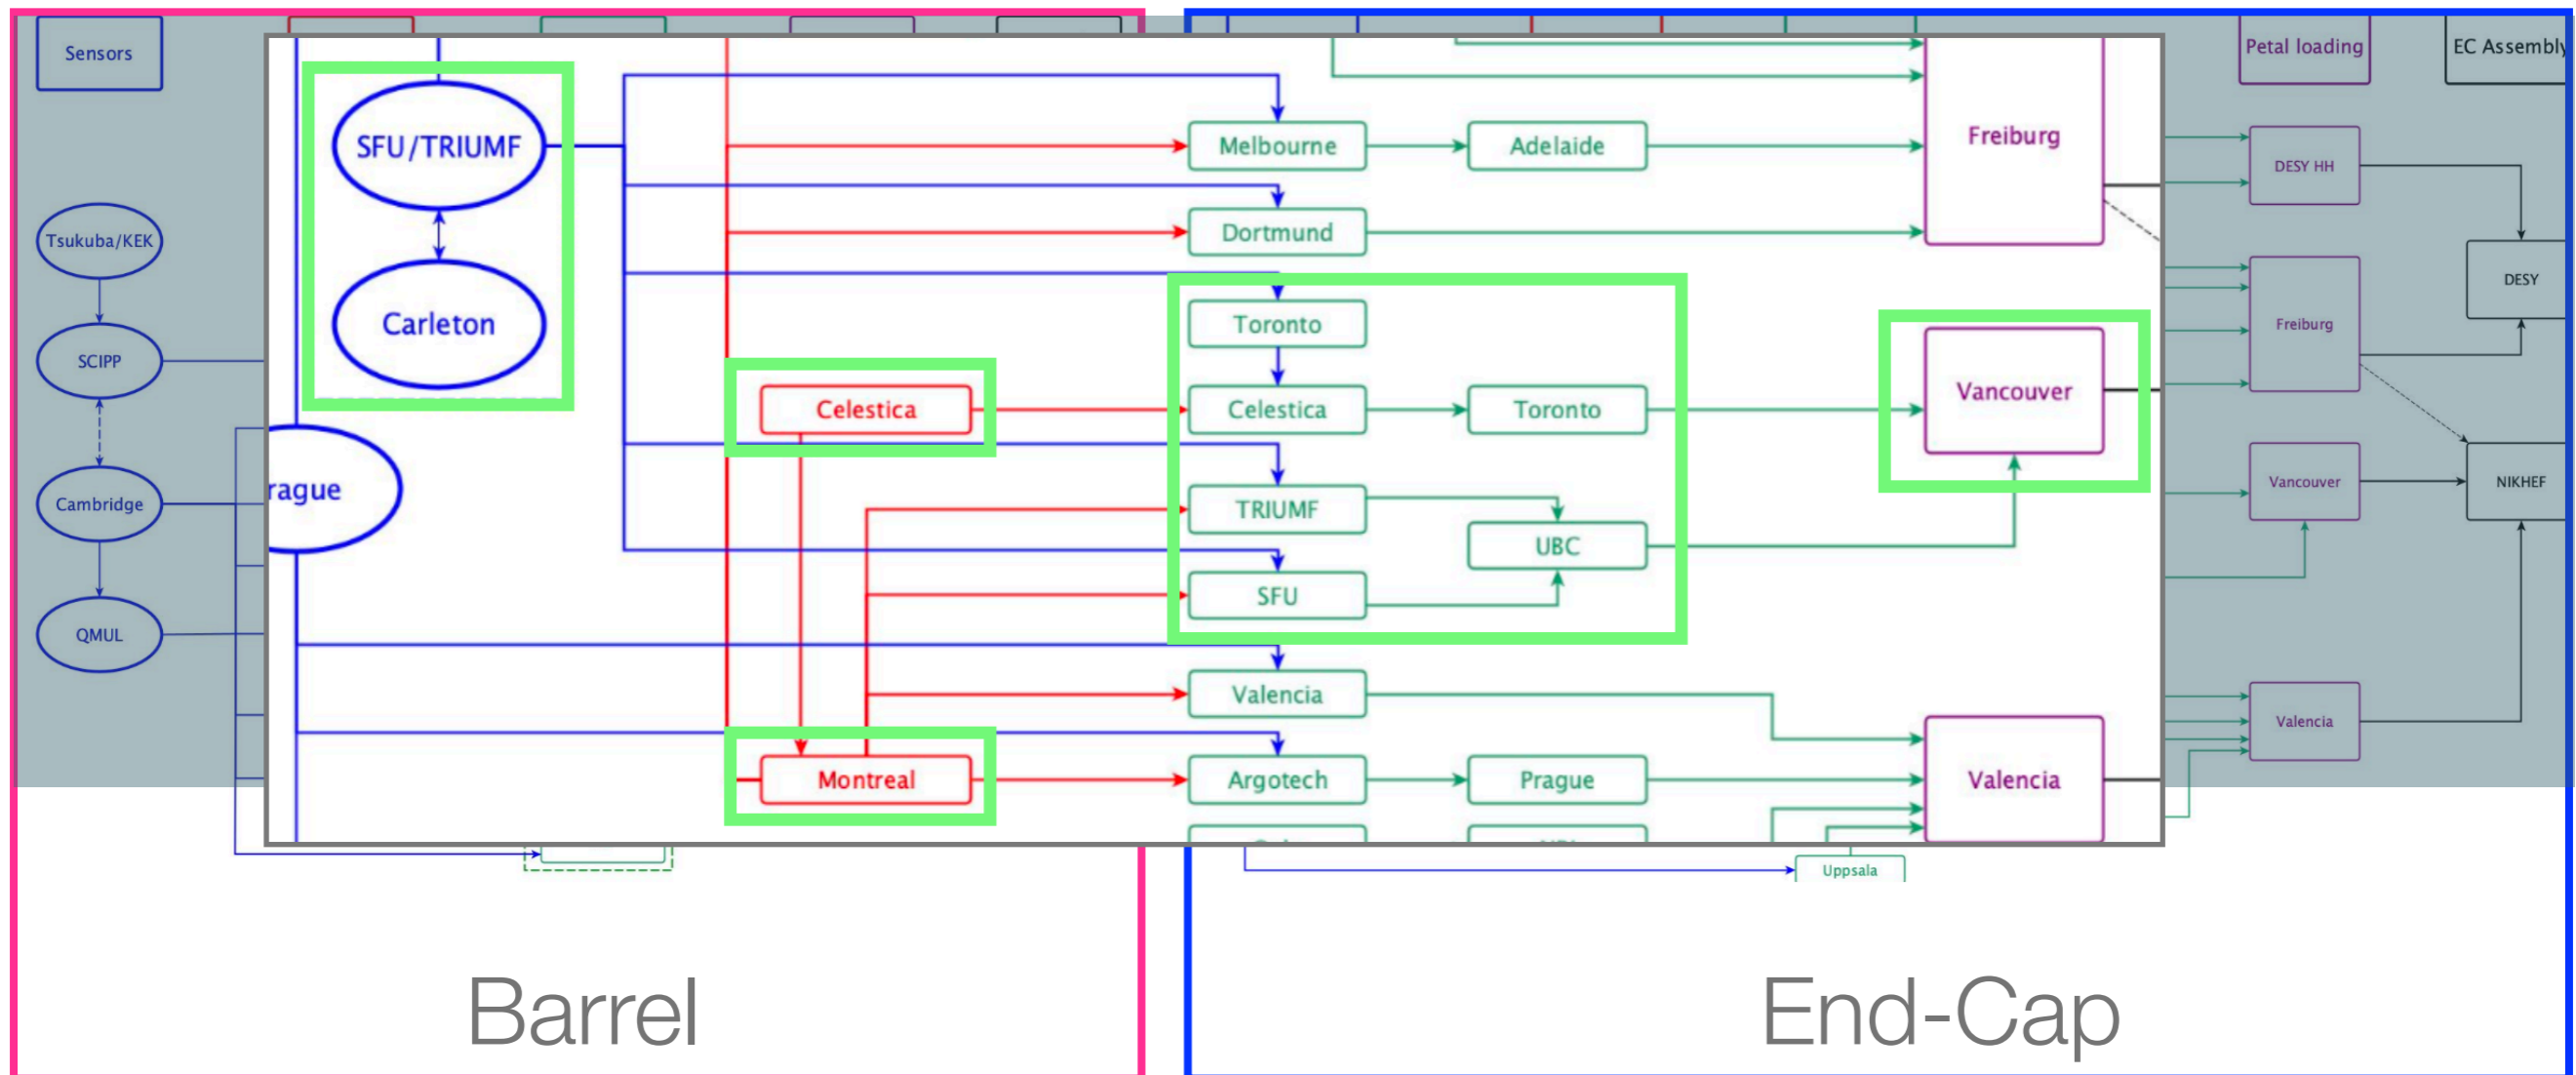 Sensors
Petal loading
EC Assembly
SFU/TRIUMF
Carleton
Melbourne
Adelaide
Freiburg
Dortmund
Toronto
Celestica
Celestica
Toronto
Vancouver
TRIUMF
UBC
SFU
rague
Valencia
Montreal
Argotech
Prague
Valencia
Tsukuba/KEK
SCIPP
Cambridge
QMUL
DESY HH
DESY
Freiburg
Vancouver
NIKHEF
Valencia
Uppsala
Barrel
End-Cap